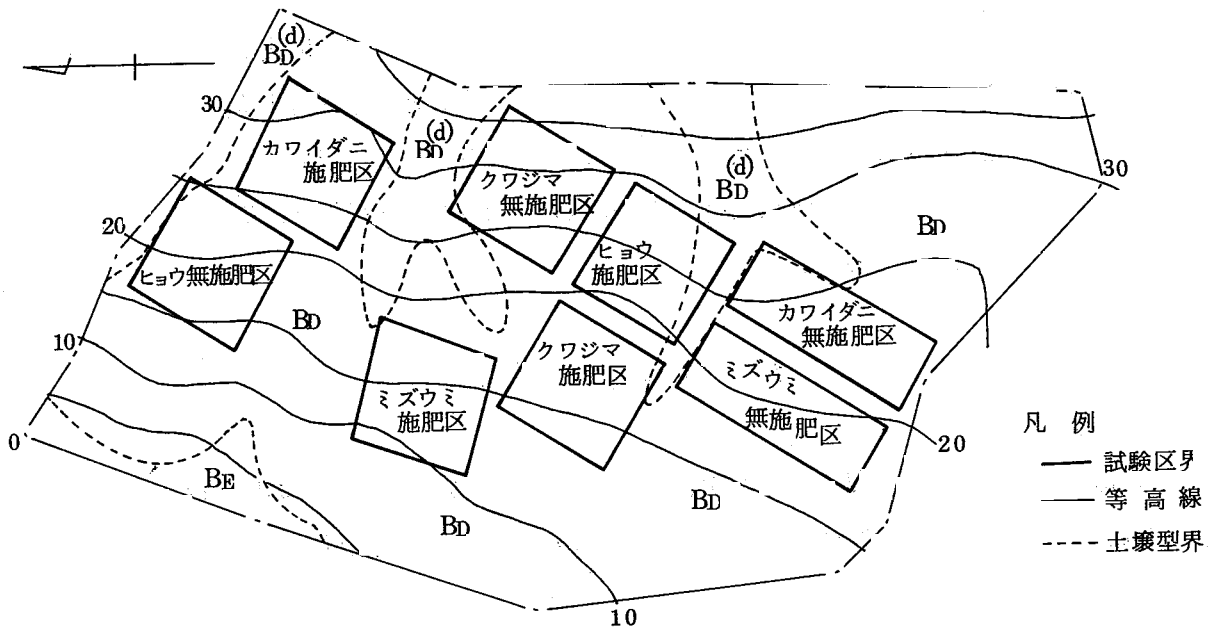 (d)
BD
30
カワイダニ
施肥区
(d)
BD
クワジマ
無施肥区
(d)
BD
30
BD
20
ヒョウ無施肥区
ヒョウ
施肥区
カワイダニ
無施肥区
BD
10
クワジマ
施肥区
ミズウミ
施肥区
ミズウミ
無施肥区
20
0
BE
BD
BD
10
凡例
試験区界
等高線
土壌型界